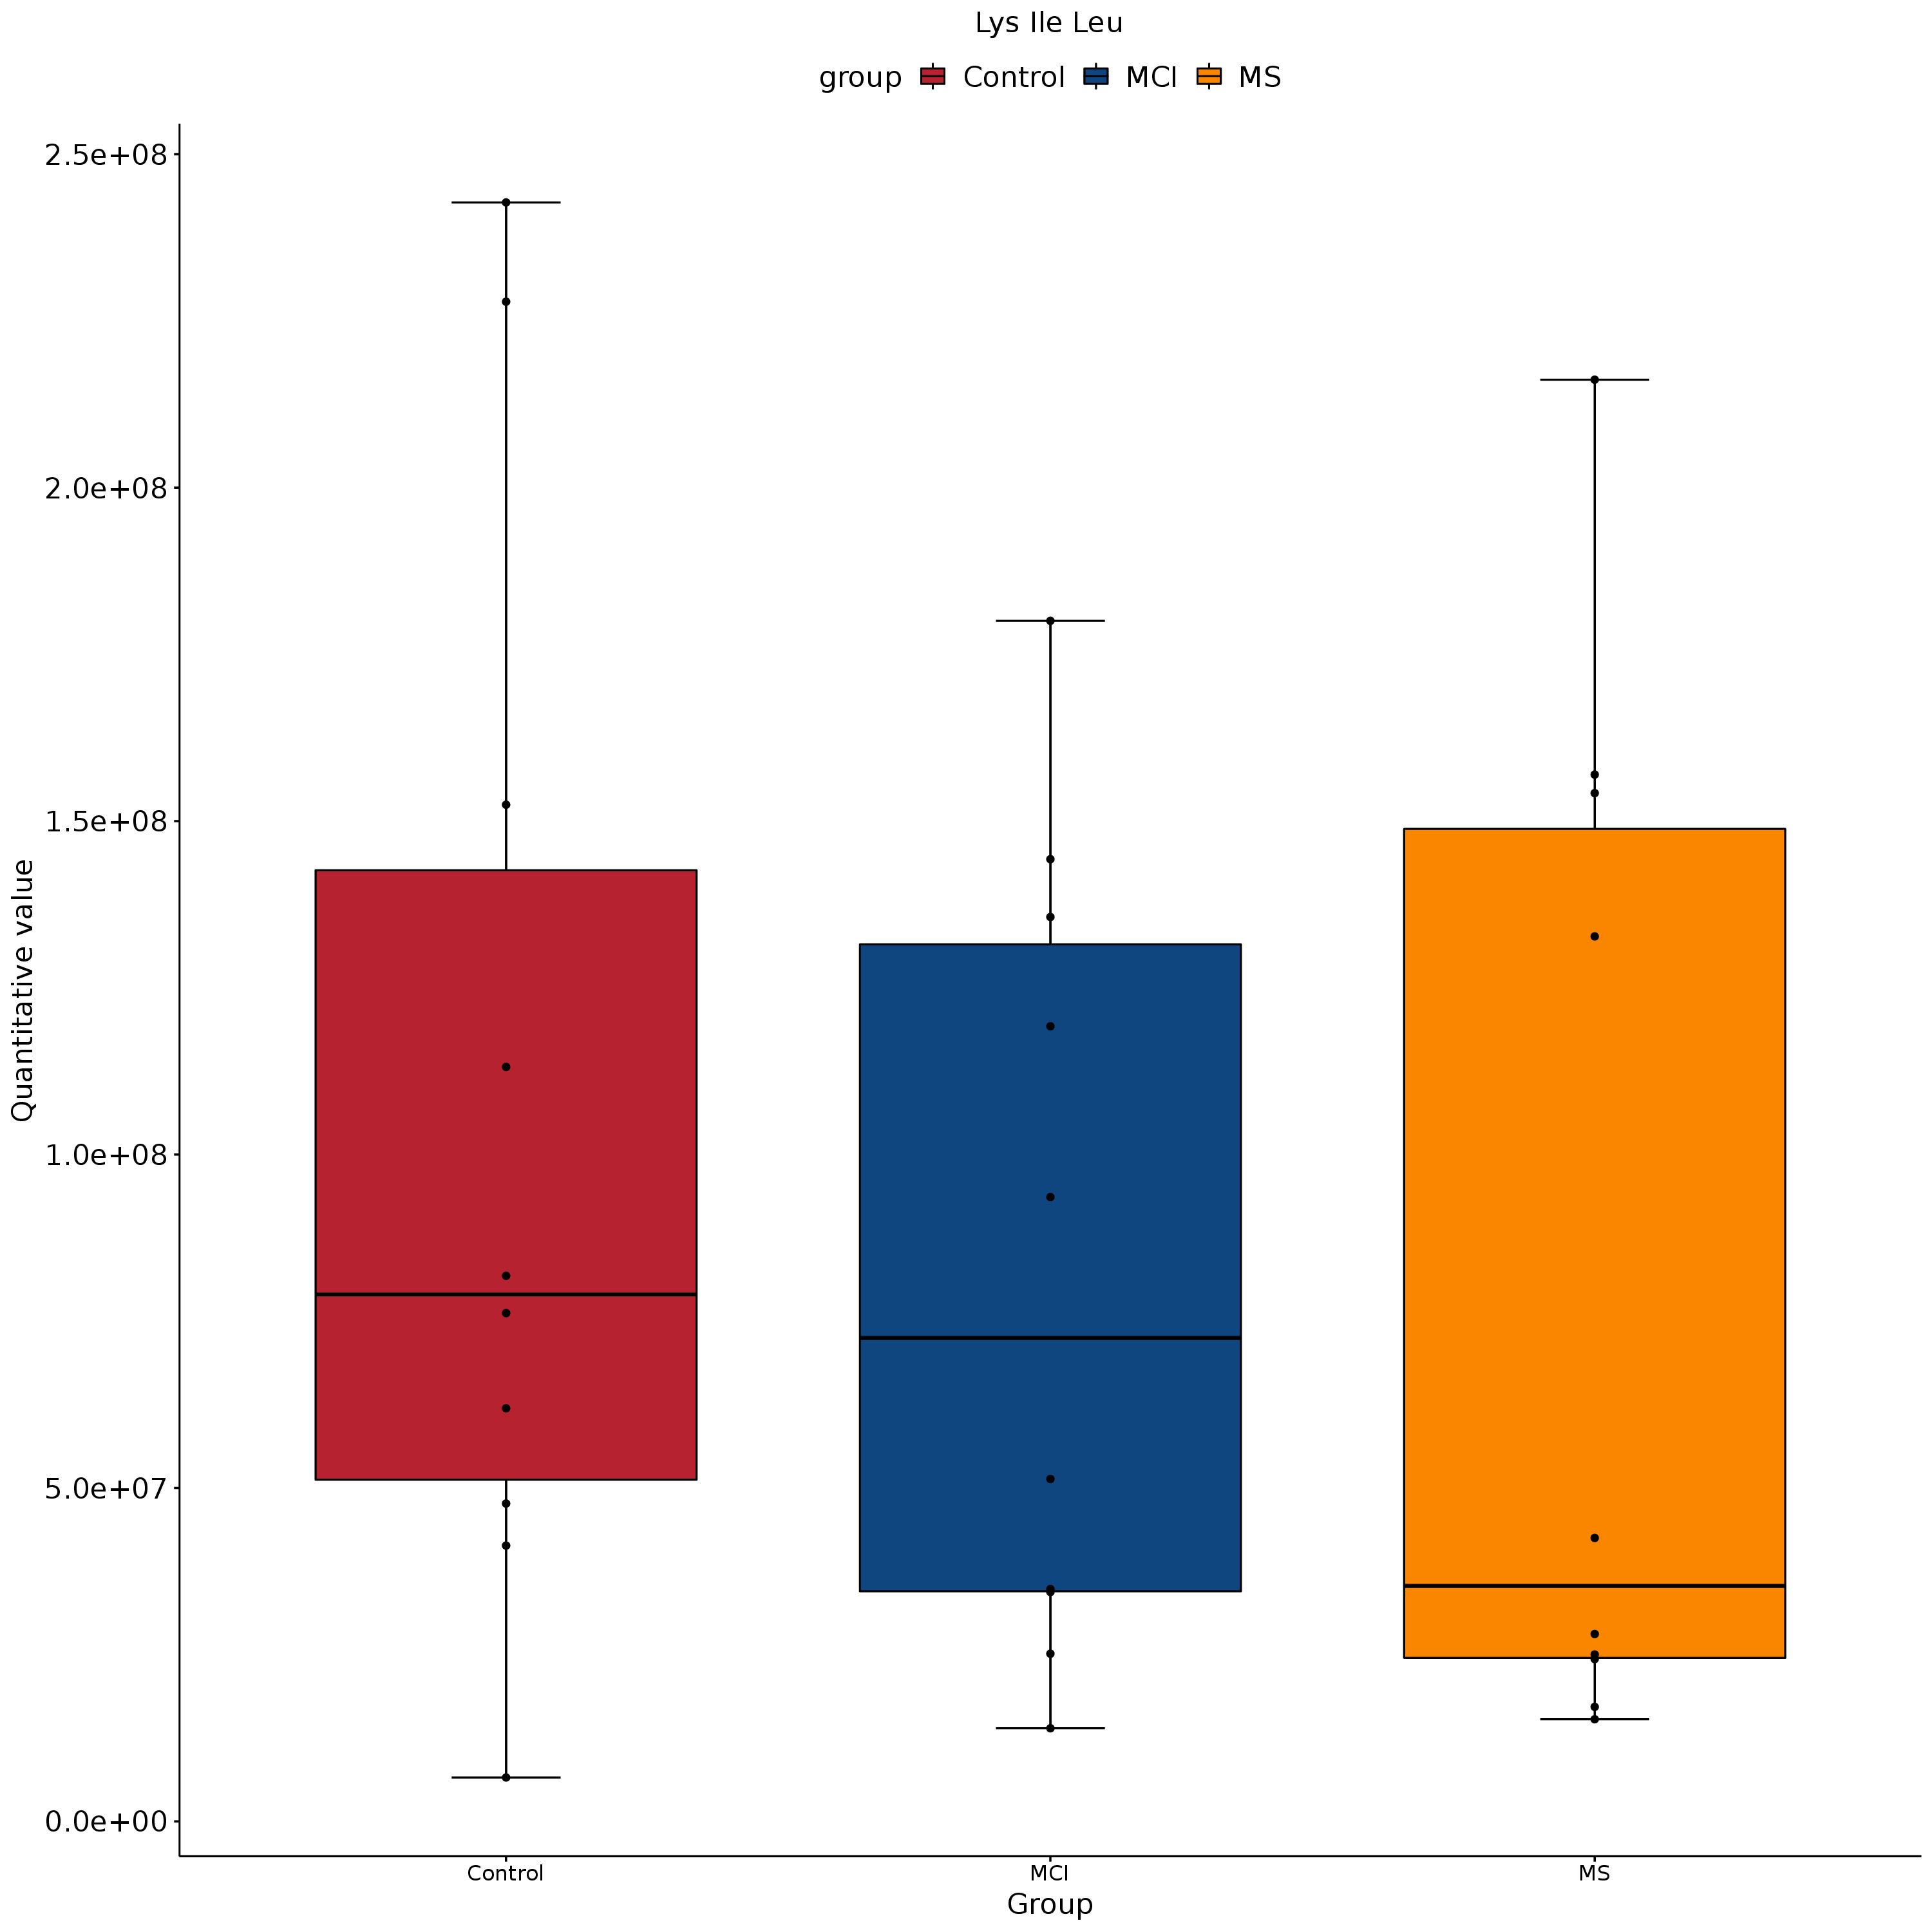 Lys Ile Leu
group Control MCI MS
Quantitative value
2.5e+08
2.0e+08
1.5e+08
1.0e+08
5.0e+07
0.0e+00
Control MCI MS
Group